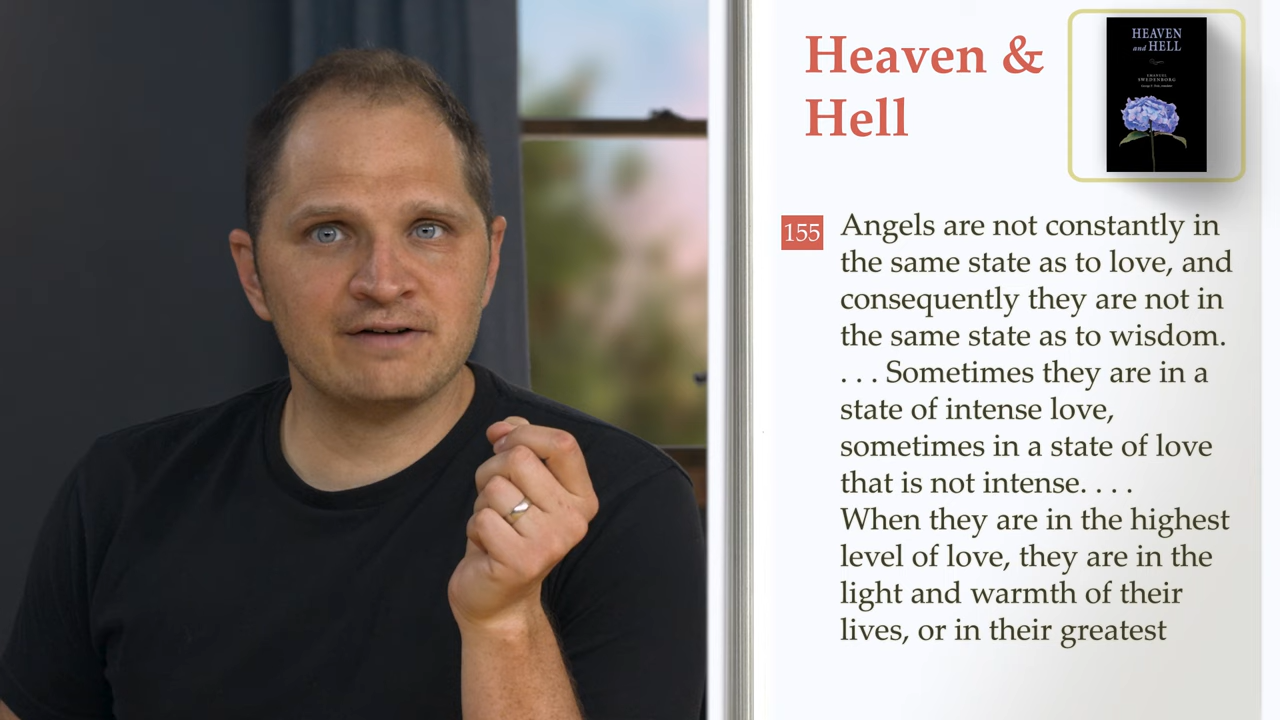 Heaven &
Hell
HEAVEN
and HELL
EMANUEL
SWEDENBORG
155
Angels are not constantly in
the same state as to love, and
consequently they are not in
the same state as to wisdom.
. . . Sometimes they are in a
state of intense love,
sometimes in a state of love
that is not intense. . . .
When they are in the highest
level of love, they are in the
light and warmth of their
lives, or in their greatest